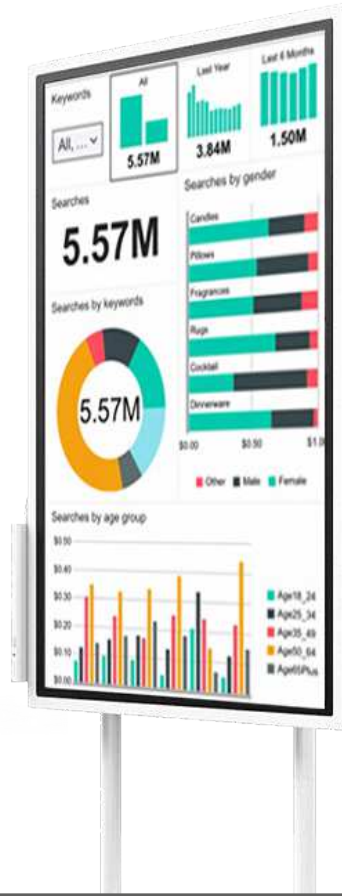 Keywords
All, ...
All
5.57M
Last Year
3.84M
Last 6 Months
1.50M
Searches
5.57M
Searches by gender
Candles
Pillows
Fragrances
Rugs
Cocktail
Dinnerware
$0.00 $0.50 $1.0
Other Male Female
Searches by keywords
5.57M
Searches by age group
$0.50
$0.40
$0.30
$0.20
$0.10
$0.00
Age18_24
Age25_34
Age35_49
Age50_64
Age65Plus